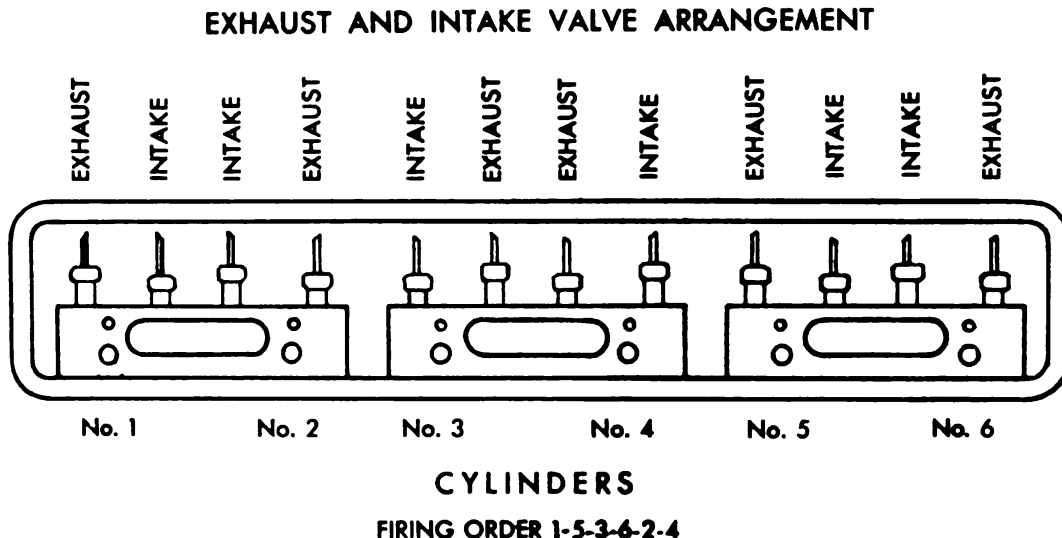 EXHAUST AND INTAKE VALVE ARRANGEMENT
EXHAUST INTAKE INTAKE EXHAUST INTAKE EXHAUST EXHAUST INTAKE EXHAUST INTAKE INTAKE EXHAUST
No. 1 No. 2 No. 3 No. 4 No. 5 No. 6
CYLINDERS
FIRING ORDER 1-5-3-6-2-4